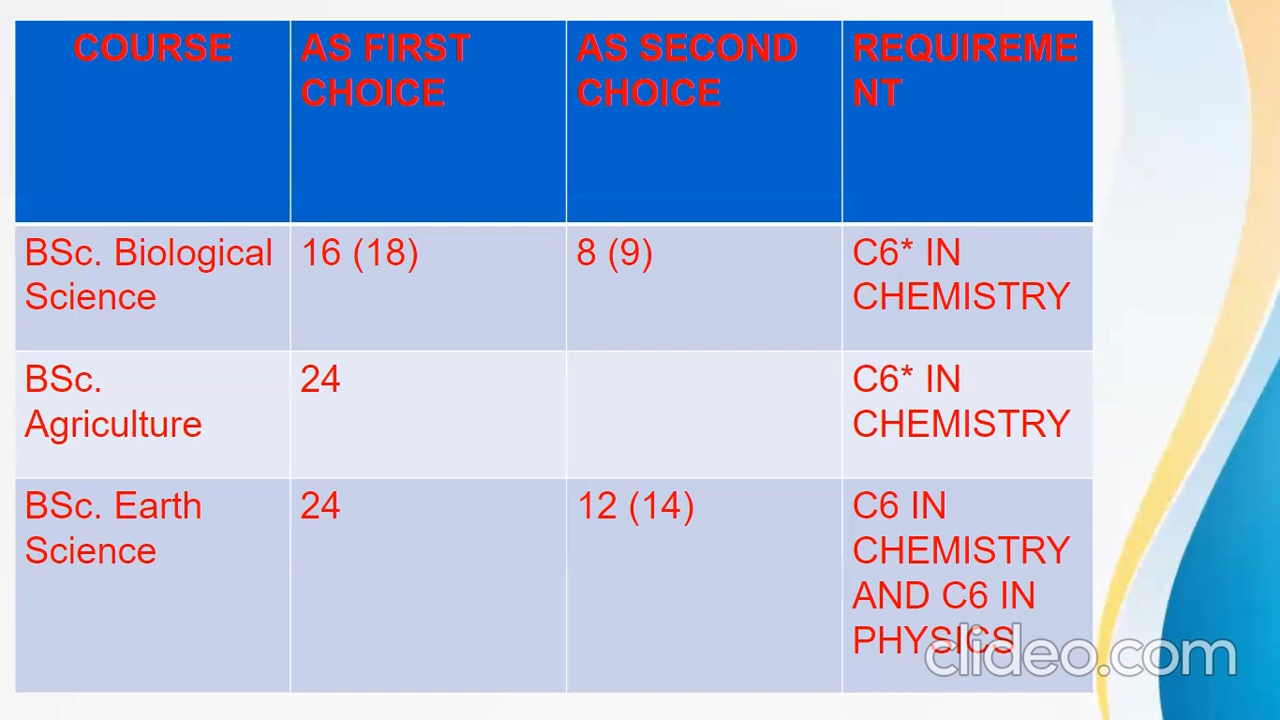 COURSE
AS FIRST
CHOICE
AS SECOND
CHOICE
REQUIREME
NT
BSc. Biological
Science
16 (18)
8 (9)
C6* IN
CHEMISTRY
BSc.
Agriculture
24
C6* IN
CHEMISTRY
BSc. Earth
Science
24
12 (14)
C6 IN
CHEMISTRY
AND C6 IN
PHYSICS
clideo.com